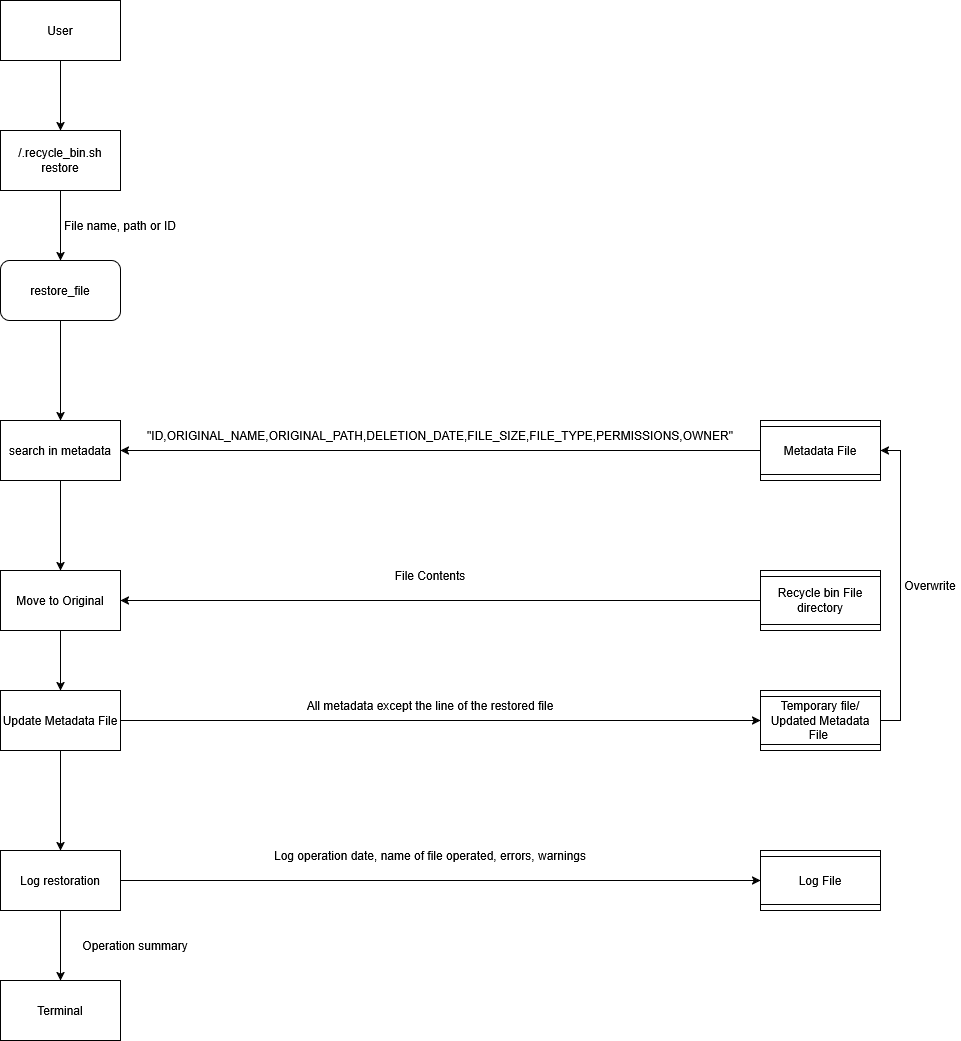 User
/.recycle_bin.sh
restore
File name, path or ID
restore_file
"ID,ORIGINAL_NAME,ORIGINAL_PATH,DELETION_DATE,FILE_SIZE,FILE_TYPE,PERMISSIONS,OWNER"
search in metadata
Metadata File
File Contents
Move to Original
Recycle bin File
directory
Overwrite
All metadata except the line of the restored file
Update Metadata File
Temporary file/
Updated Metadata
File
Log operation date, name of file operated, errors, warnings
Log restoration
Log File
Operation summary
Terminal